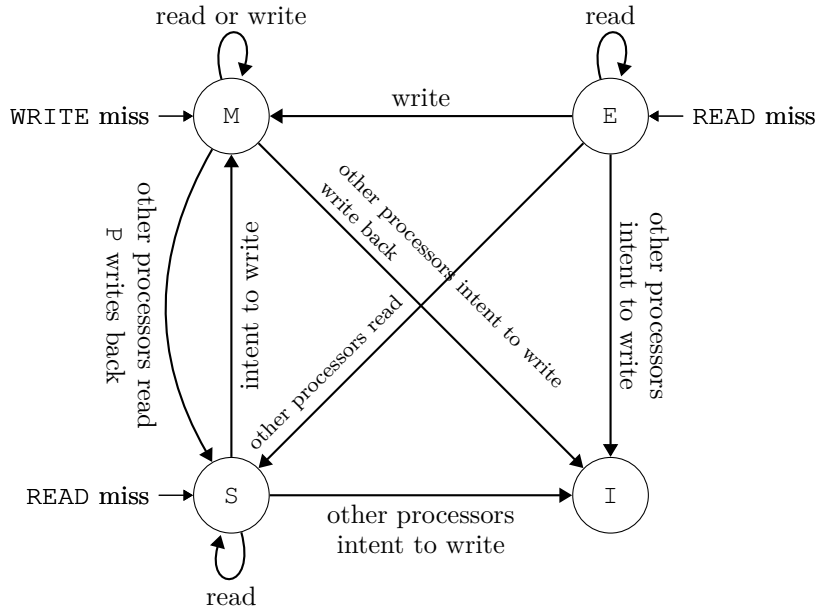 read or write
read
WRITE miss
M
write
E
READ miss
other processors read
P writes back
intent to write
other processors intent to write
write back
other processors read
other processors
intent to write
READ miss
S
I
other processors
intent to write
read